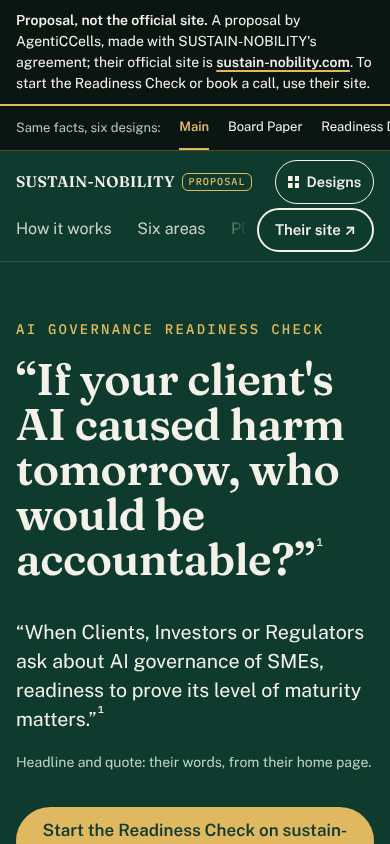 Proposal, not the official site. A proposal by
AgentiCCells, made with SUSTAIN-NOBILITY's
agreement; their official site is sustain-nobility.com. To
start the Readiness Check or book a call, use their site.
Same facts, six designs: Main Board Paper Readiness
SUSTAIN-NOBILITY PROPOSAL Designs
How it works Six areas Their site ↗
AI GOVERNANCE READINESS CHECK
“If your client's
AI caused harm
tomorrow, who
would be
accountable?”¹
“When Clients, Investors or Regulators
ask about AI governance of SMEs,
readiness to prove its level of maturity
matters.”¹
Headline and quote: their words, from their home page.
Start the Readiness Check on sustain-